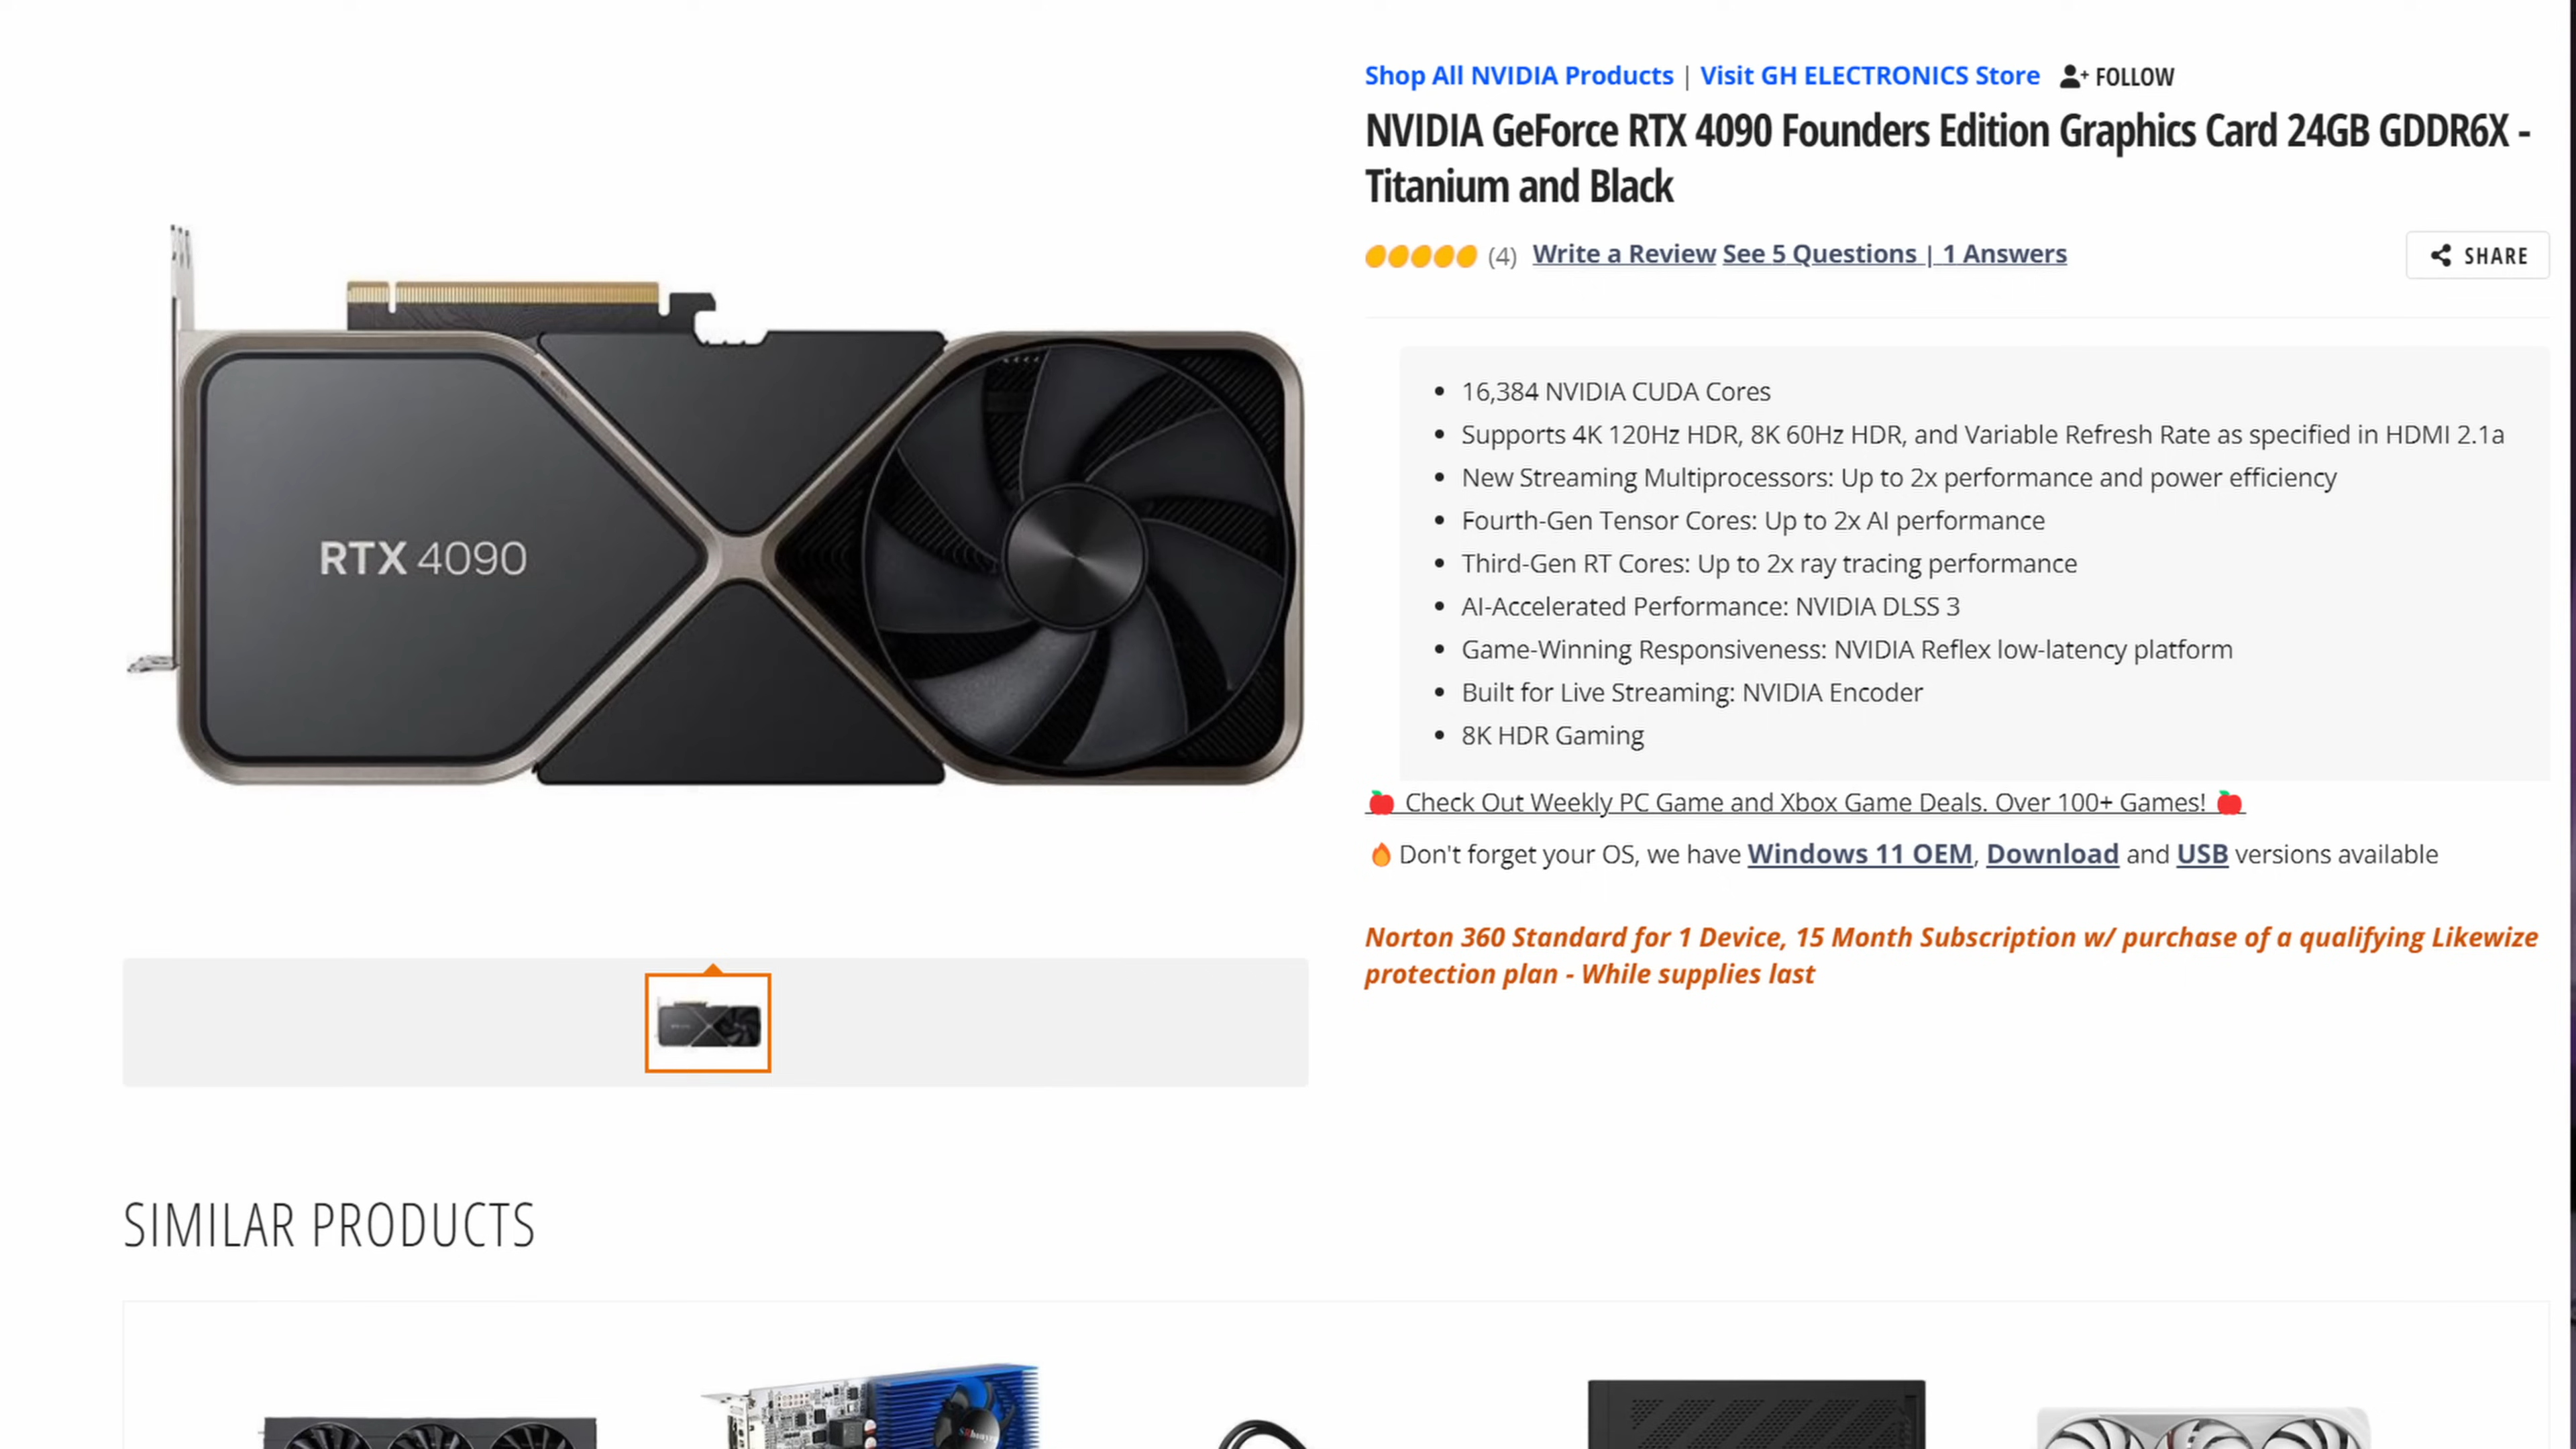 Shop All NVIDIA Products | Visit GH ELECTRONICS Store FOLLOW
NVIDIA GeForce RTX 4090 Founders Edition Graphics Card 24GB GDDR6X -
Titanium and Black
(4) Write a Review See 5 Questions | 1 Answers
SHARE
RTX 4090
16,384 NVIDIA CUDA Cores
Supports 4K 120Hz HDR, 8K 60Hz HDR, and Variable Refresh Rate as specified in HDMI 2.1a
New Streaming Multiprocessors: Up to 2x performance and power efficiency
Fourth-Gen Tensor Cores: Up to 2x AI performance
Third-Gen RT Cores: Up to 2x ray tracing performance
AI-Accelerated Performance: NVIDIA DLSS 3
Game-Winning Responsiveness: NVIDIA Reflex low-latency platform
Built for Live Streaming: NVIDIA Encoder
8K HDR Gaming
Check Out Weekly PC Game and Xbox Game Deals. Over 100+ Games!
Don't forget your OS, we have Windows 11 OEM, Download and USB versions available
Norton 360 Standard for 1 Device, 15 Month Subscription w/ purchase of a qualifying Likewize
protection plan - While supplies last
SIMILAR PRODUCTS